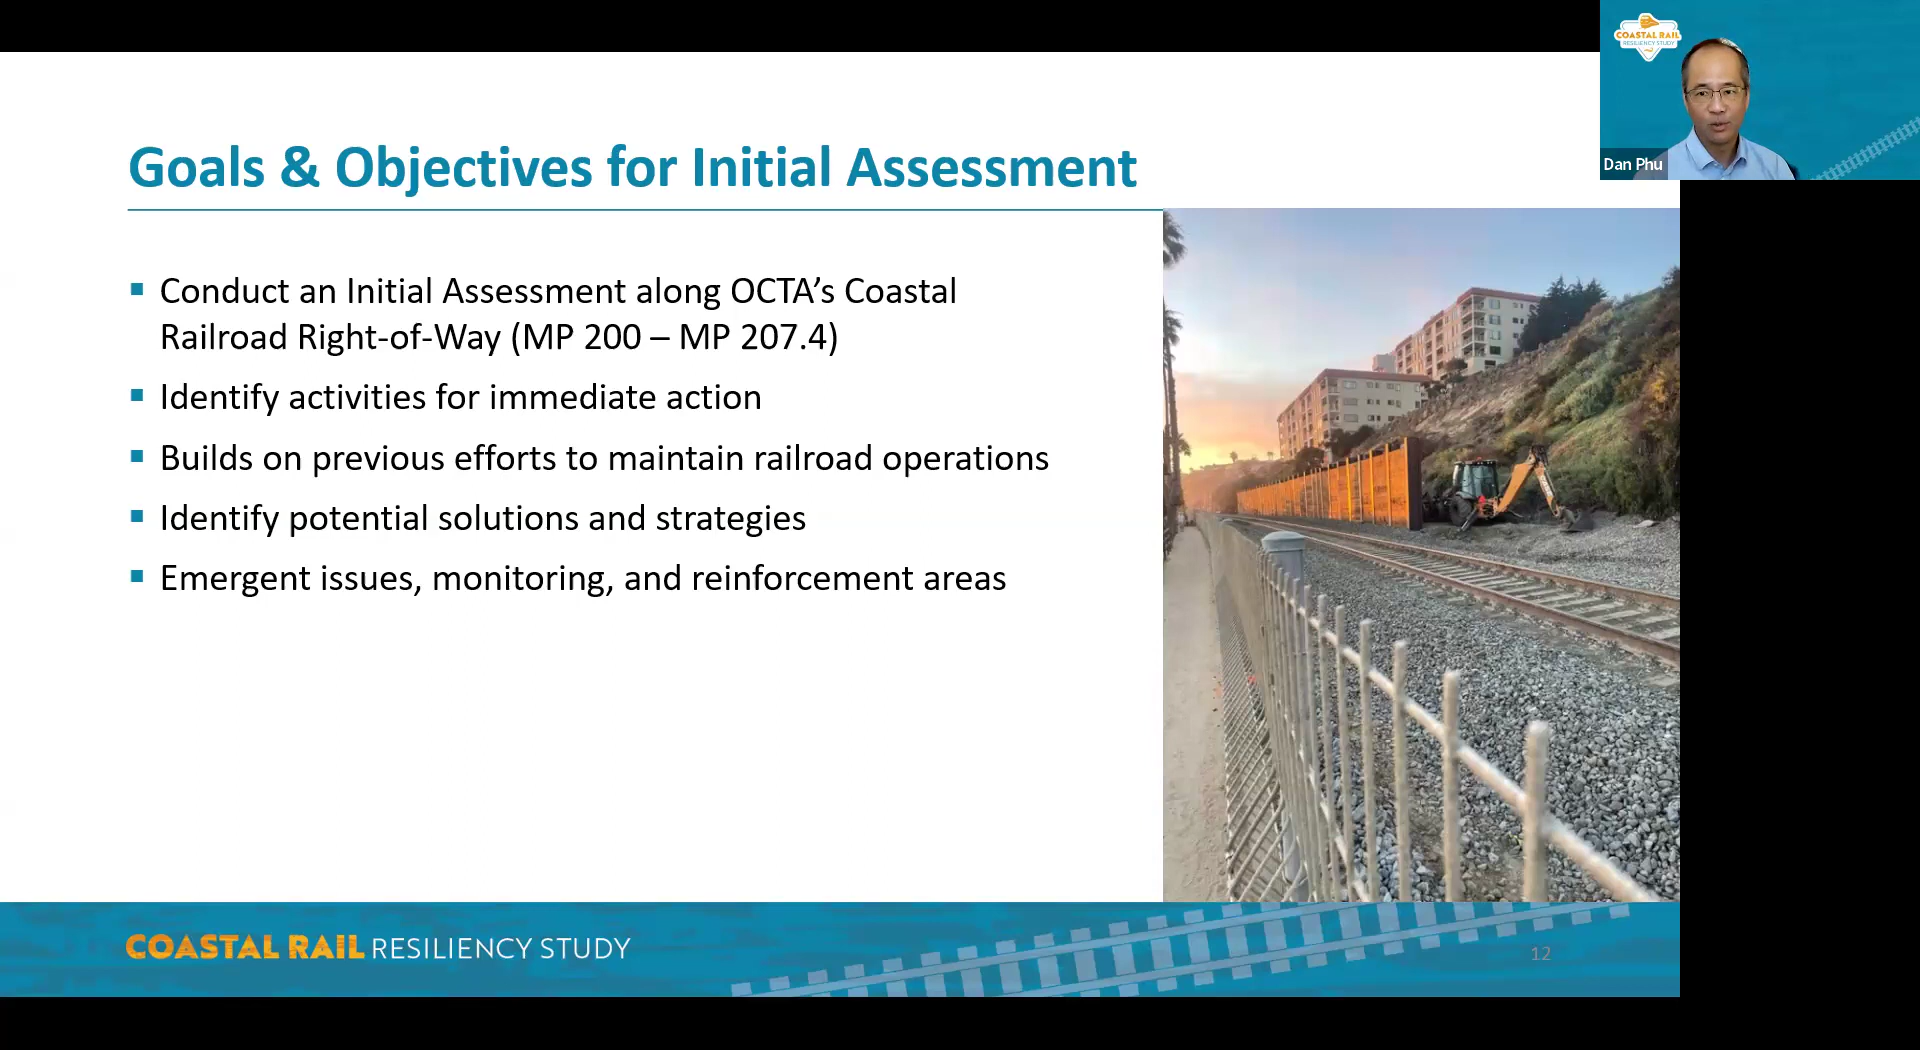 COASTAL RAIL
RESILIENCY STUDY
Dan Phu
Goals & Objectives for Initial Assessment
Conduct an Initial Assessment along OCTA’s Coastal
Railroad Right-of-Way (MP 200 – MP 207.4)
Identify activities for immediate action
Builds on previous efforts to maintain railroad operations
Identify potential solutions and strategies
Emergent issues, monitoring, and reinforcement areas
COASTAL RAIL RESILIENCY STUDY
12